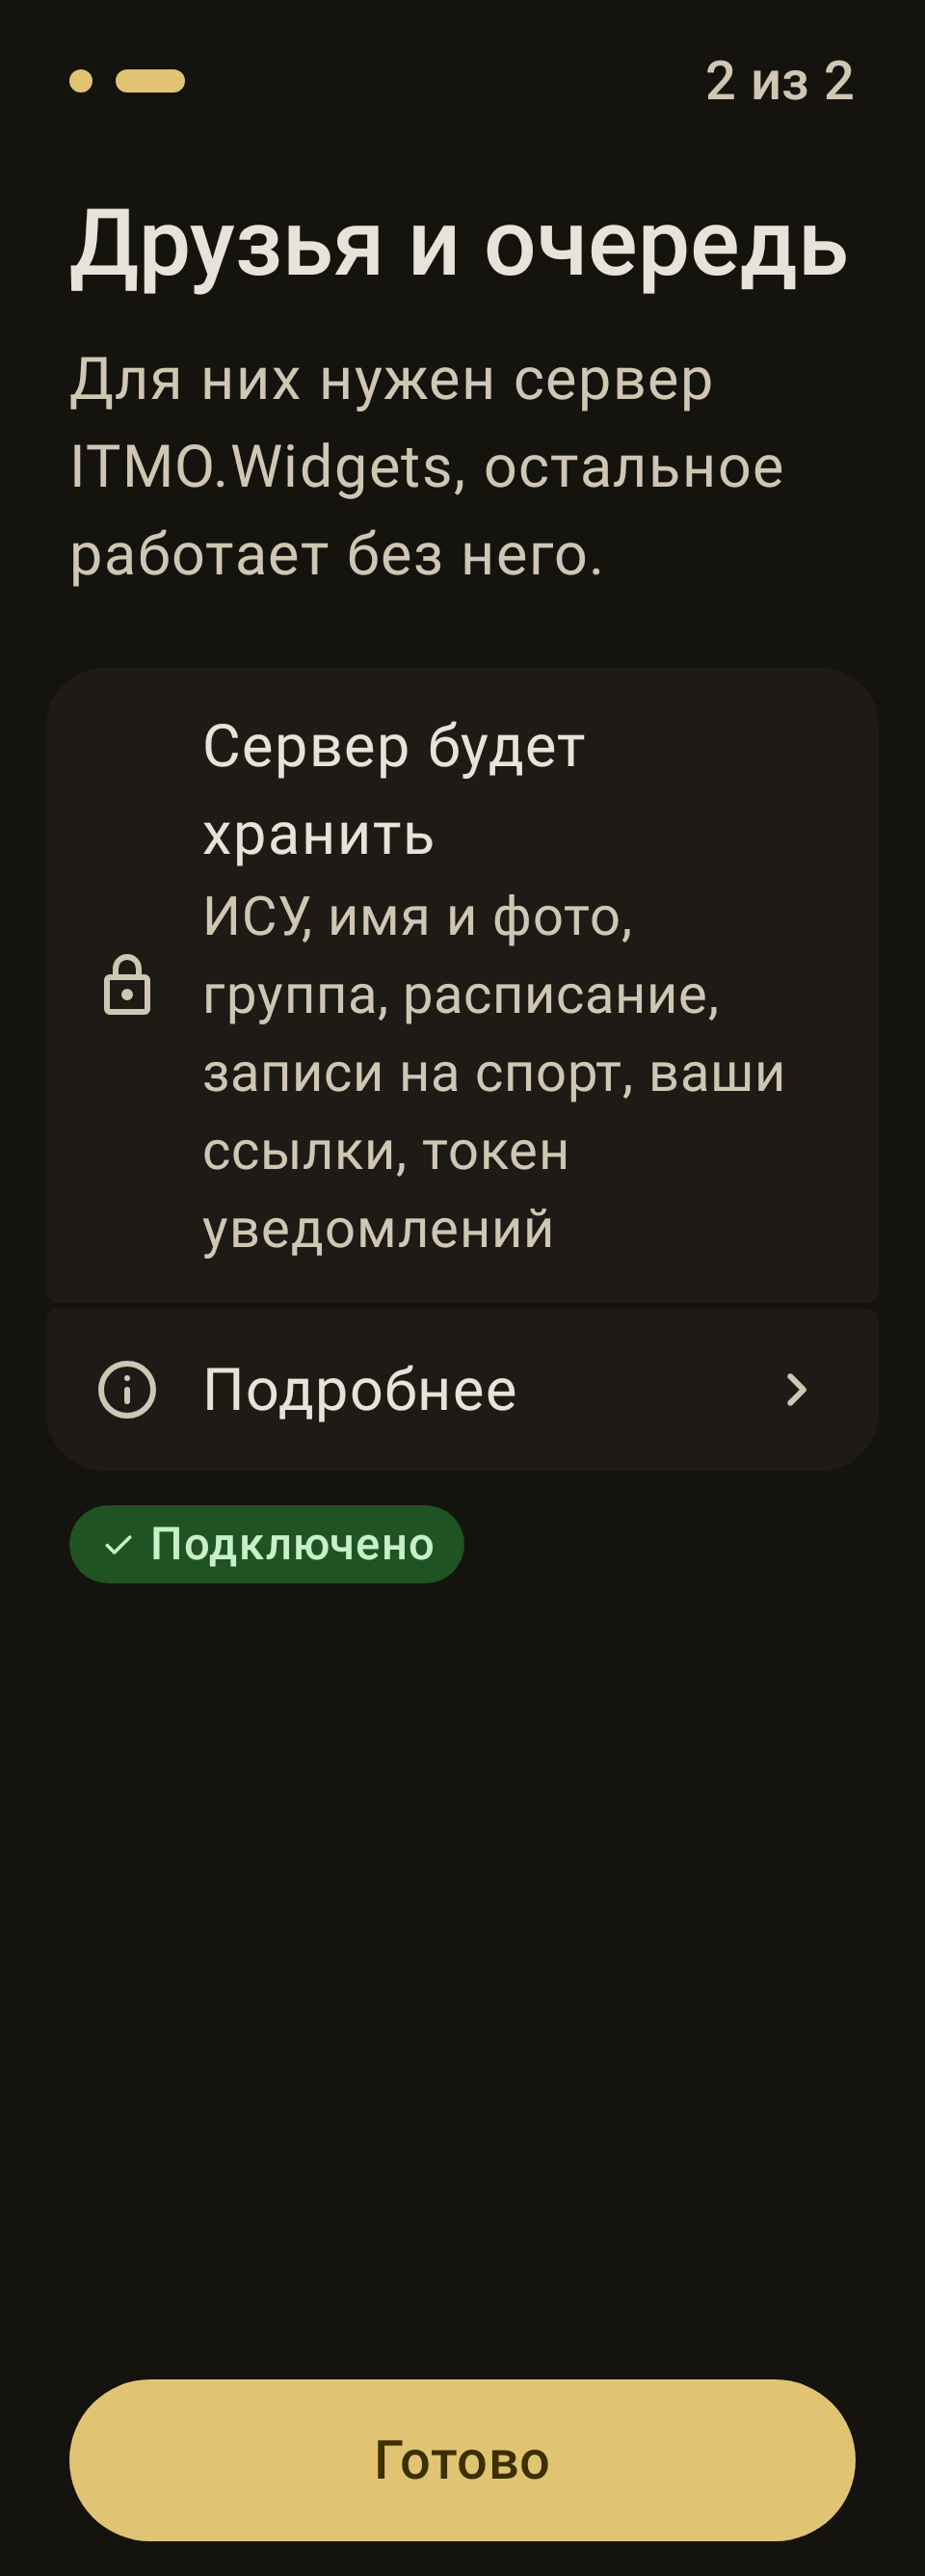 2 из 2
Друзья и очередь
Для них нужен сервер
ITMO.Widgets, остальное
работает без него.
Сервер будет
хранить
ИСУ, имя и фото,
группа, расписание,
записи на спорт, ваши
ссылки, токен
уведомлений
Подробнее
Подключено
Готово